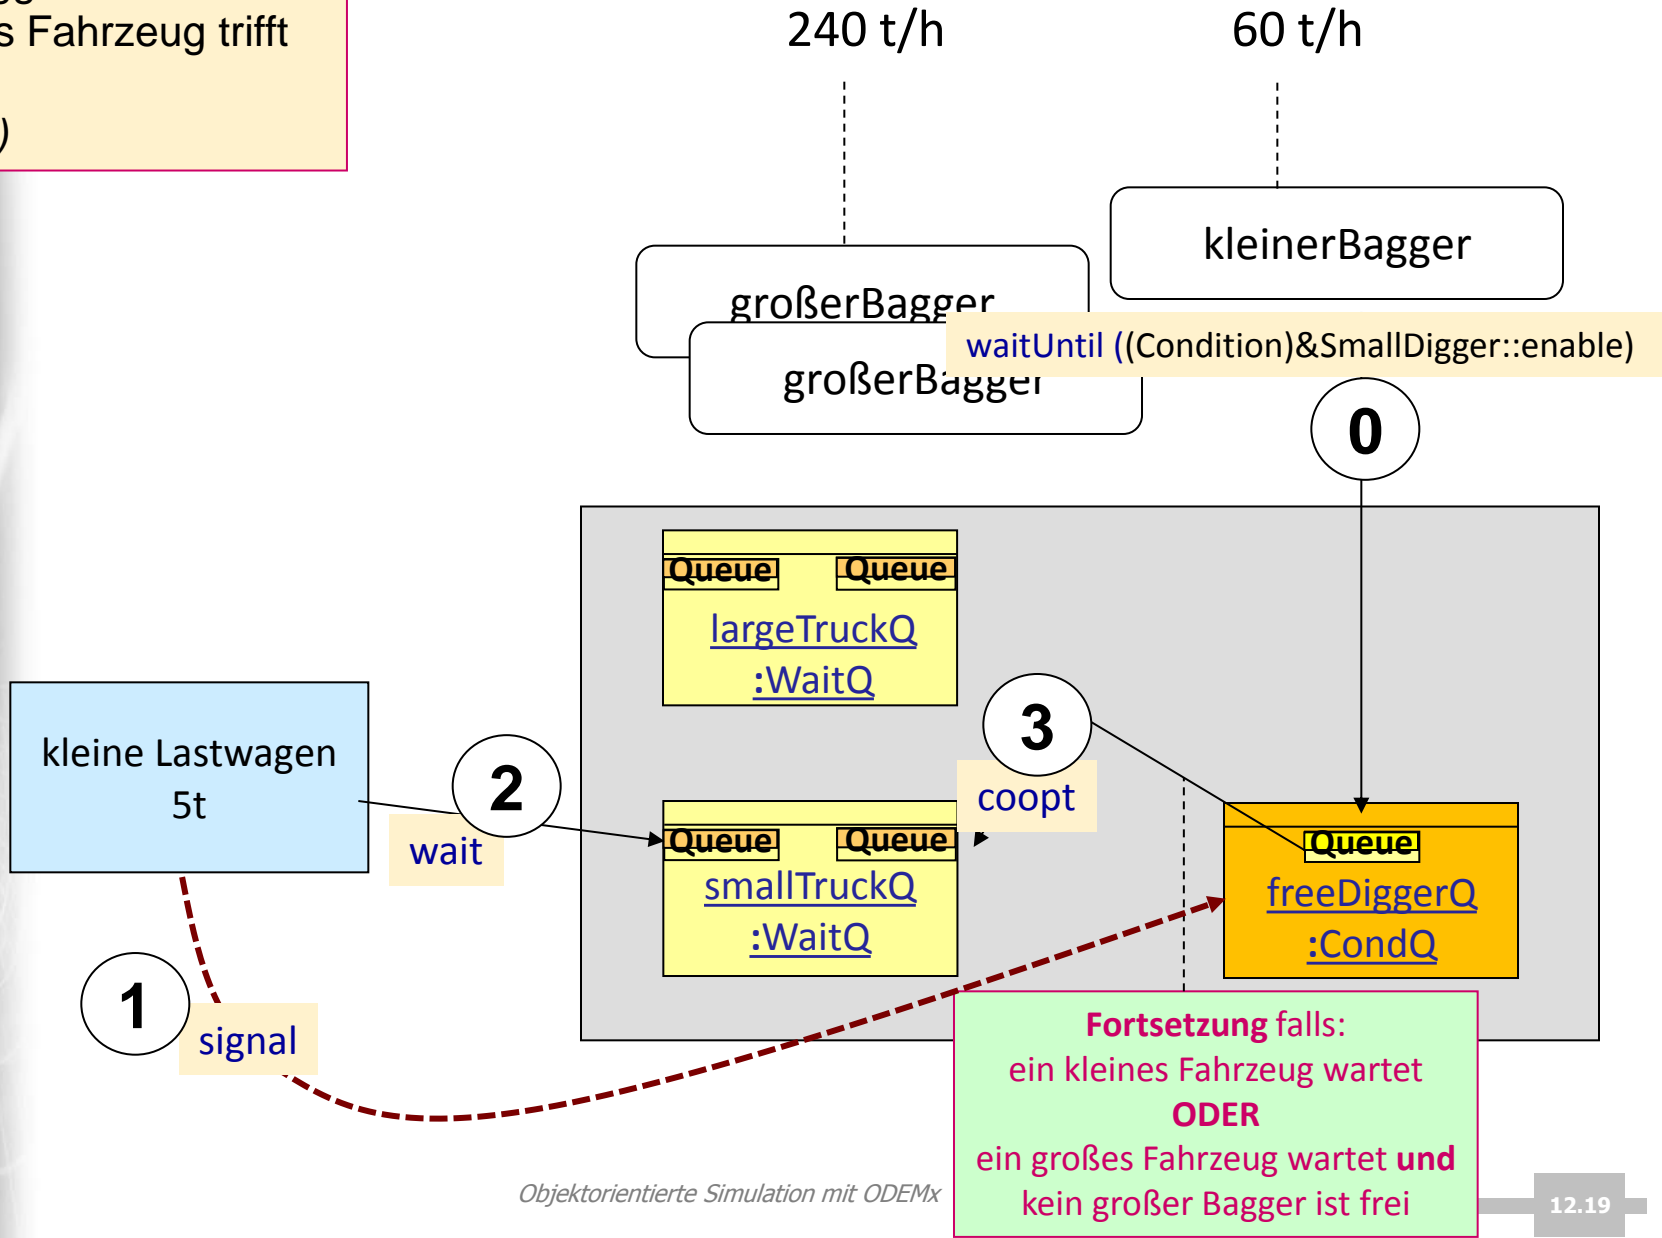 s Fahrzeug trifft
)
240 t/h
60 t/h
kleinerBagger
großerBagger
waitUntil ((Condition)&SmallDigger::enable)
großerBagger
0
Queue Queue
largeTruckQ
:WaitQ
kleine Lastwagen
5t
2
wait
3
coopt
Queue Queue
smallTruckQ
:WaitQ
Queue
freeDiggerQ
:CondQ
1
signal
Fortsetzung falls:
ein kleines Fahrzeug wartet
ODER
ein großes Fahrzeug wartet und
kein großer Bagger ist frei
Objektorientierte Simulation mit ODEMx
12.19